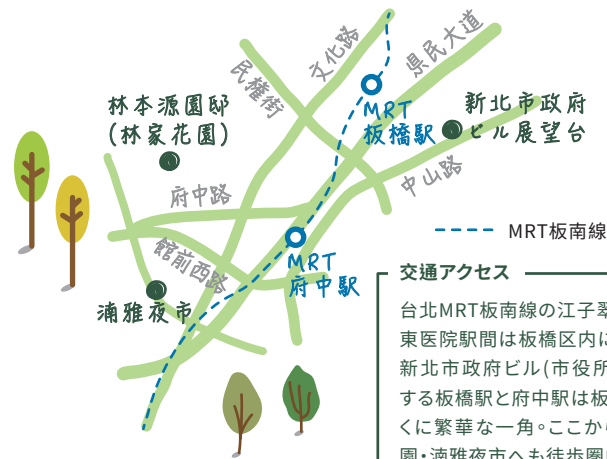 文化路
県民大道
民權街
林本源園邸
(林家花園)
MRT
板橋駅
新北市政府
ビル展望台
中山路
府中路
MRT板南線
館前西路
MRT
府中駅
湳雅夜市
交通アクセス
台北MRT板南線の江子翠
東医院駅間は板橋区内に
新北市政府ビル(市役所
する板橋駅と府中駅は板
くに繁華な一角。ここから
園・湳雅夜市へも徒歩圏